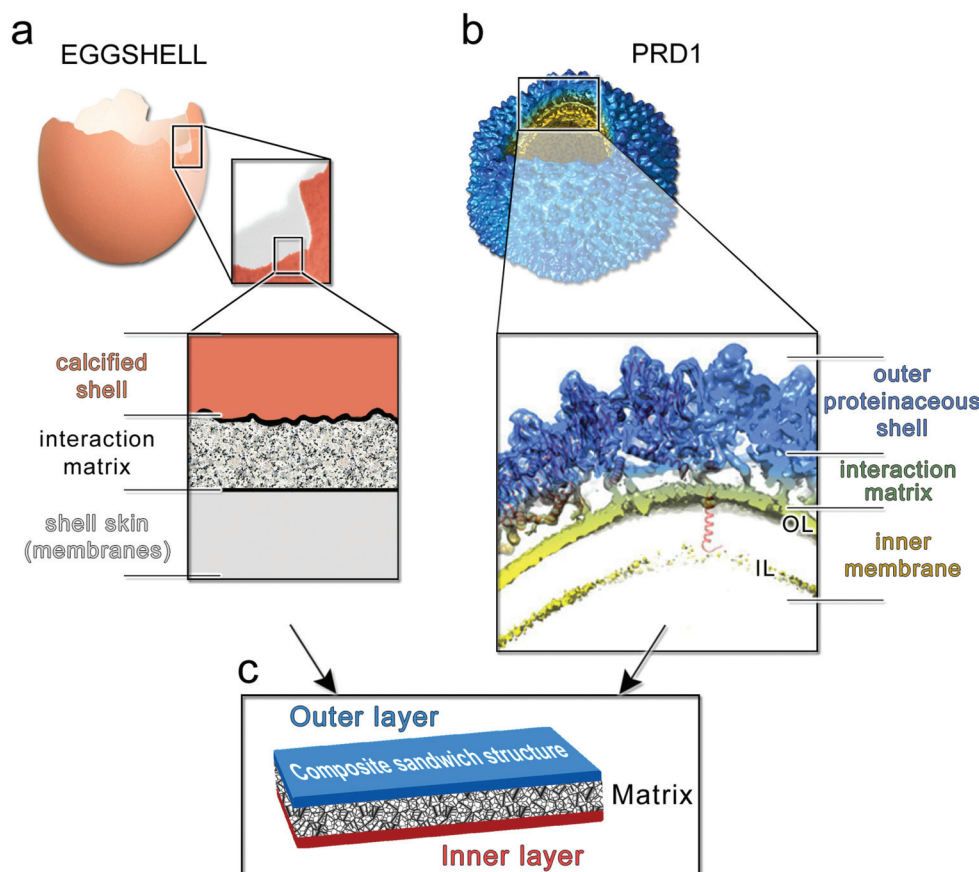 a
EGGSHELL
b
PRD1
calcified
shell
interaction
matrix
shell skin
(membranes)
outer
proteinaceous
shell
interaction
matrix
OL
inner
membrane
IL
c
Outer layer
Composite sandwich structure
Matrix
Inner layer